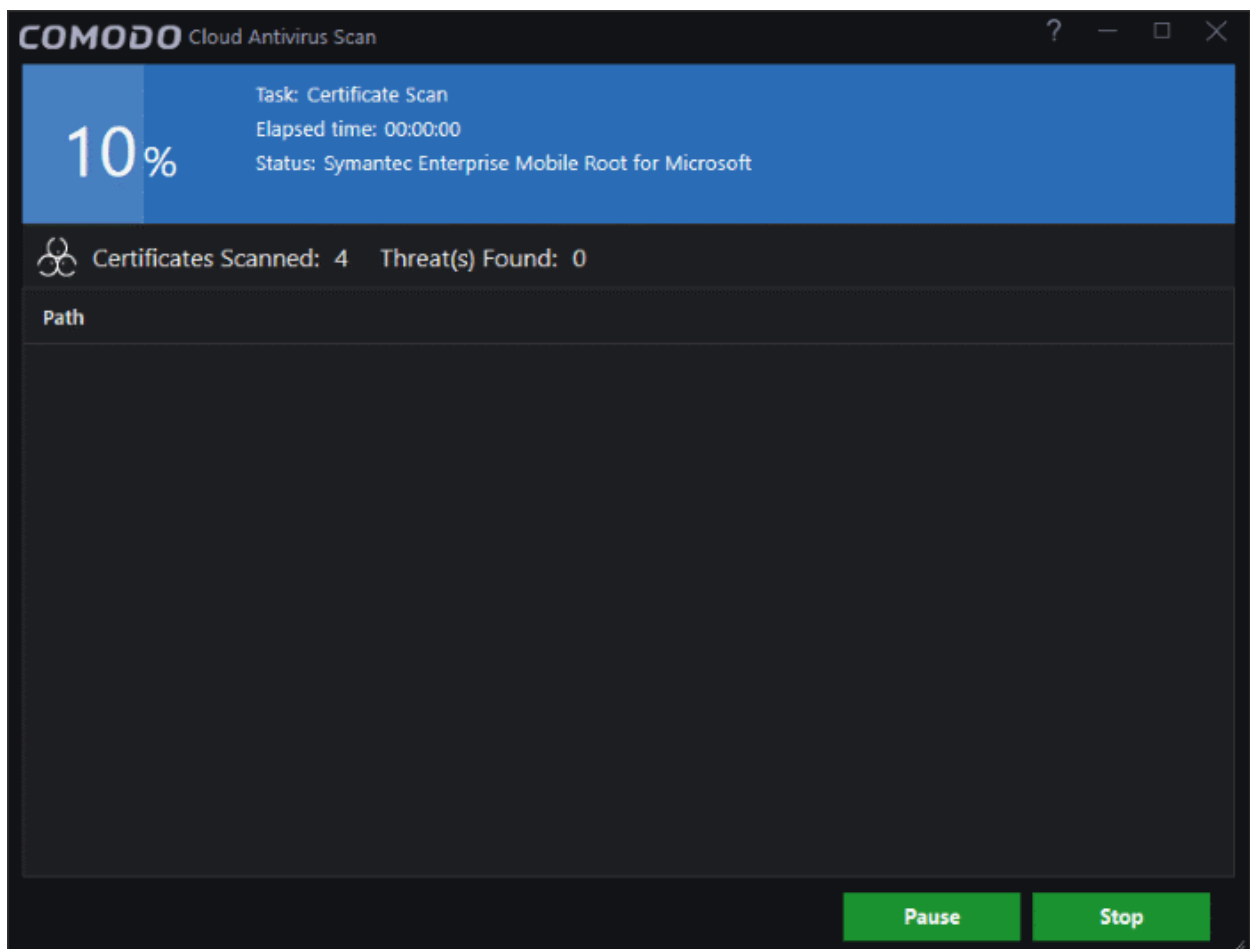 COMODO Cloud Antivirus Scan ?
10%
Task: Certificate Scan
Elapsed time: 00:00:00
Status: Symantec Enterprise Mobile Root for Microsoft
Certificates Scanned: 4 Threat(s) Found: 0
Path
Pause Stop